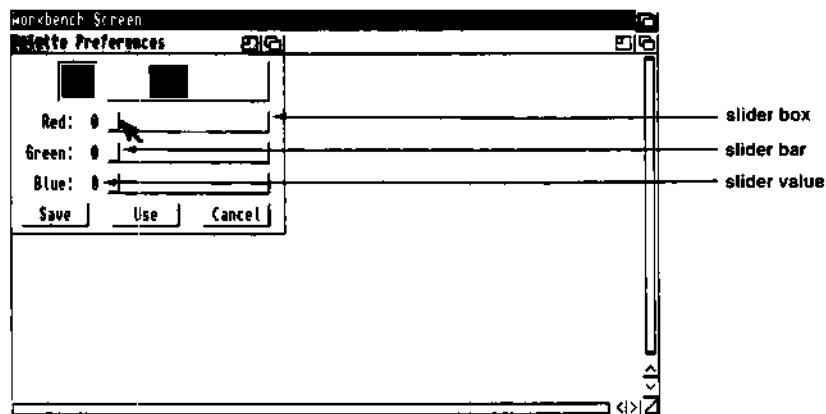 Workbench Screen
Palette Preferences
Red: 0
Green: 0
Blue: 0
Save Use Cancel
slider box
slider bar
slider value